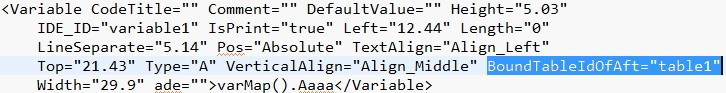 <Variable CodeTitle="" Comment="" DefaultValue="" Height="5.03"
IDE_ID="variable1" IsPrint="true" Left="12.44" Length="0"
LineSeparate="5.14" Pos="Absolute" TextAlign="Align_Left"
Top="21.43" Type="A" VerticalAlign="Align_Middle" BoundTableIdOfAft="table1"
Width="29.9" ade="">varMap().Aaaa</Variable>